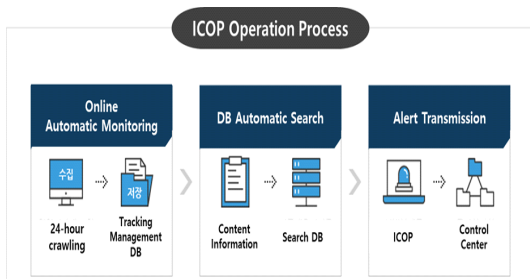 ICOP Operation Process
Online
Automatic Monitoring
수집
저장
24-hour
crawling
Tracking
Management
DB
DB Automatic Search
Content
Information
Search DB
Alert Transmission
ICOP
Control
Center